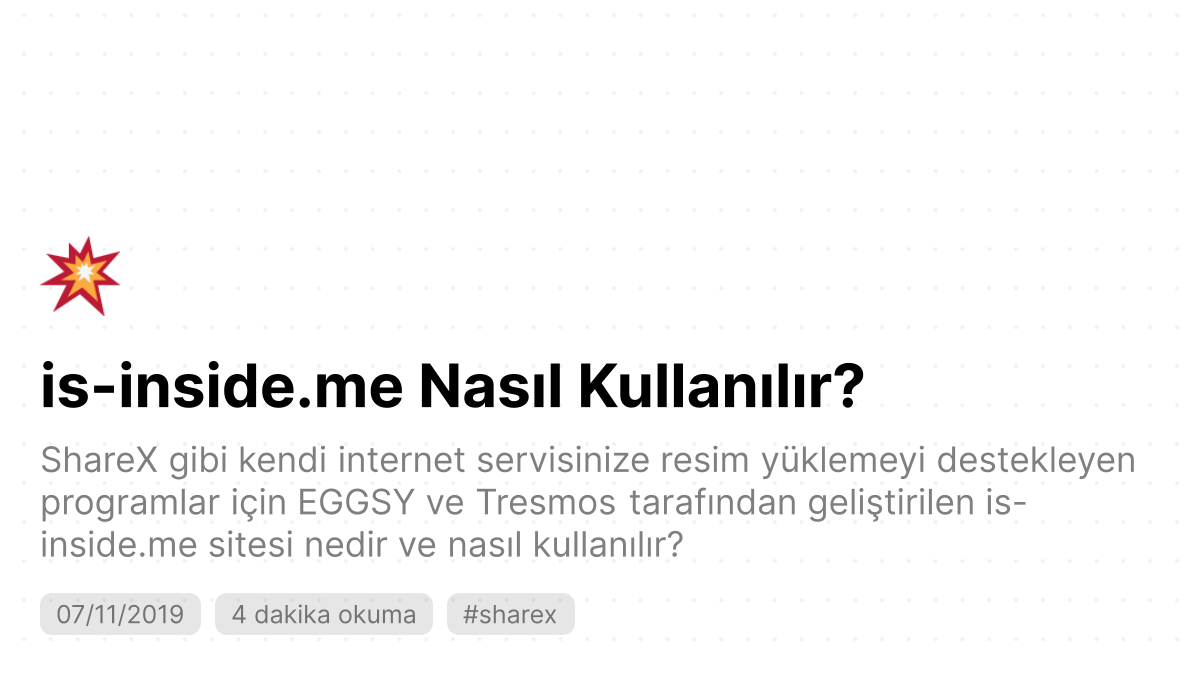 is-inside.me Nasıl Kullanılır?
ShareX gibi kendi internet servisinize resim yüklemeyi destekleyen
programlar için EGGSY ve Tresmos tarafından geliştirilen is-
inside.me sitesi nedir ve nasıl kullanılır?
07/11/2019 4 dakika okuma #sharex